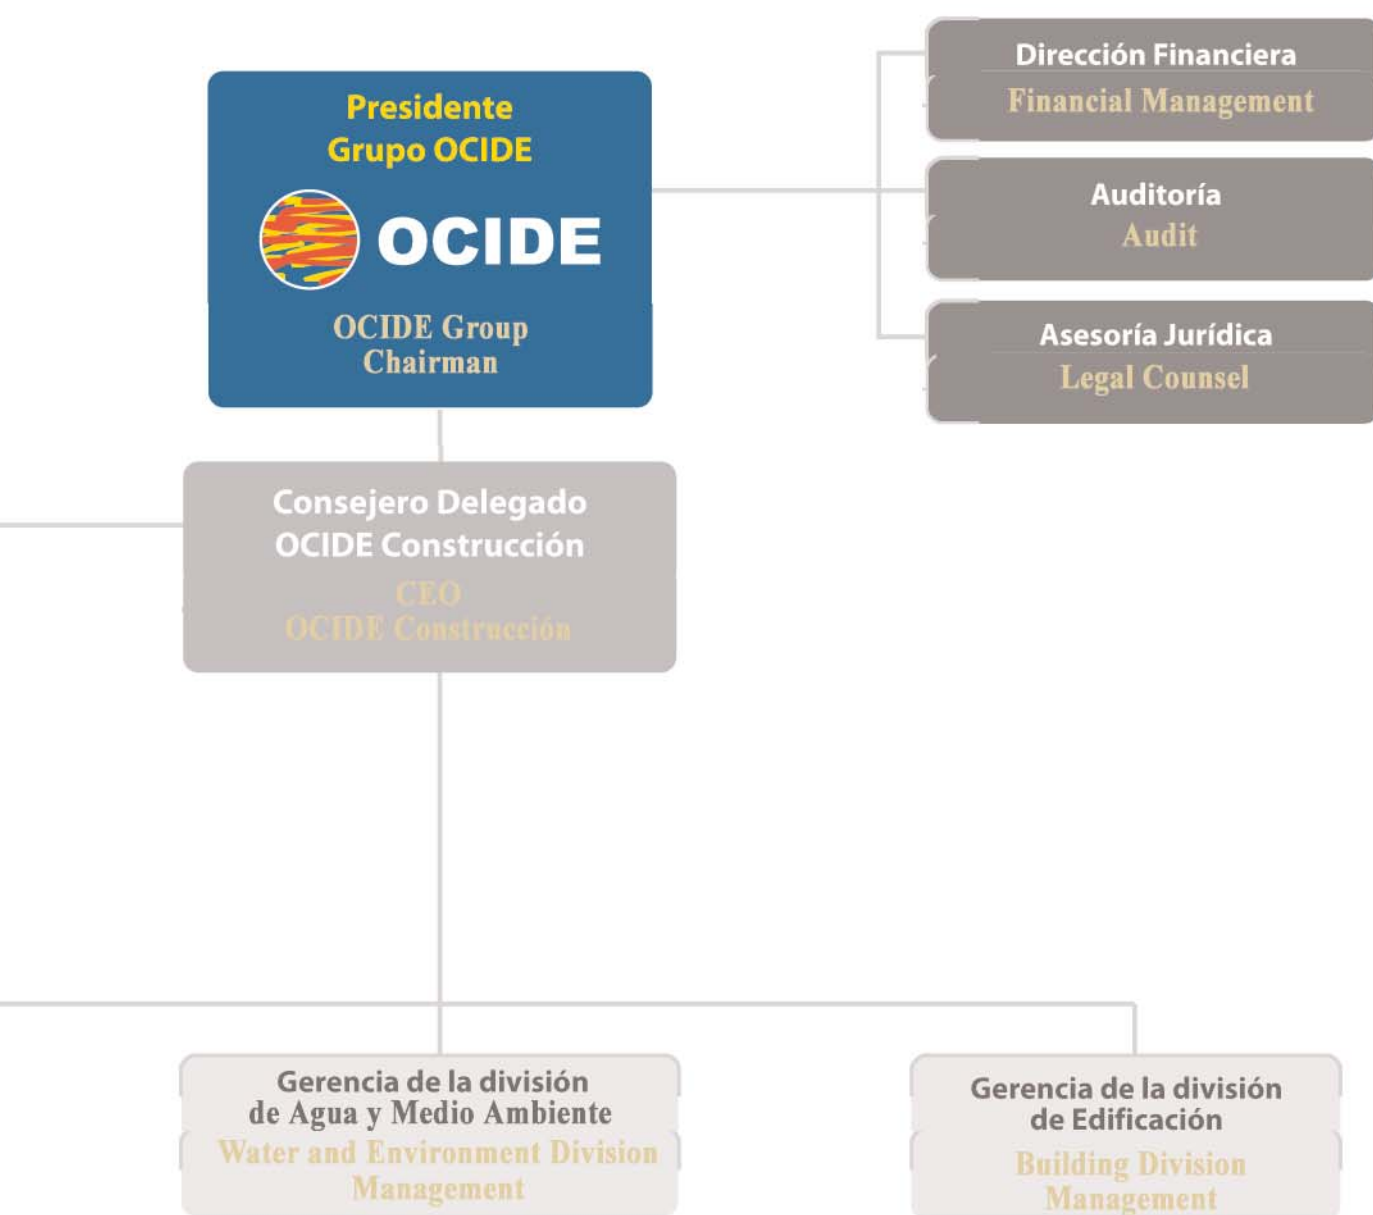 Presidente
Grupo OCIDE
OCIDE
OCIDE Group
Chairman
Dirección Financiera
Financial Management
Auditoría
Audit
Asesoría Jurídica
Legal Counsel
Consejero Delegado
OCIDE Construcción
CEO
OCIDE Construcción
Gerencia de la división
de Agua y Medio Ambiente
Water and Environment Division
Management
Gerencia de la división
de Edificación
Building Division
Management